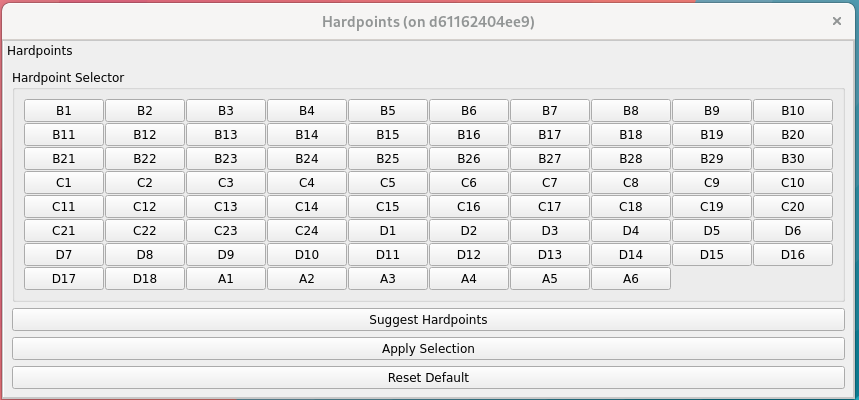 Hardpoints (on d61162404ee9) ×
Hardpoints
Hardpoint Selector
B1 B2 B3 B4 B5 B6 B7 B8 B9 B10
B11 B12 B13 B14 B15 B16 B17 B18 B19 B20
B21 B22 B23 B24 B25 B26 B27 B28 B29 B30
C1 C2 C3 C4 C5 C6 C7 C8 C9 C10
C11 C12 C13 C14 C15 C16 C17 C18 C19 C20
C21 C22 C23 C24 D1 D2 D3 D4 D5 D6
D7 D8 D9 D10 D11 D12 D13 D14 D15 D16
D17 D18 A1 A2 A3 A4 A5 A6
Suggest Hardpoints
Apply Selection
Reset Default